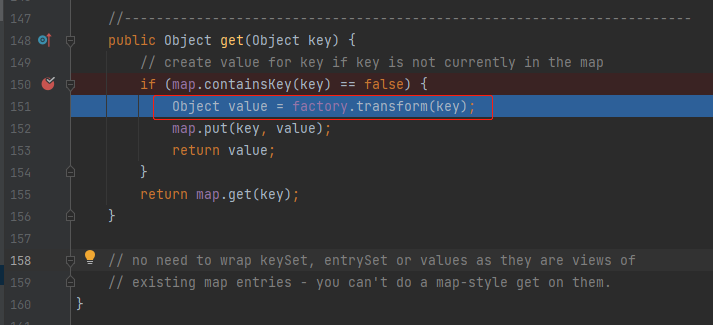 147 //----------------------------------------------------------------------
148 public Object get(Object key) {
149 // create value for key if key is not currently in the map
150 if (map.containsKey(key) == false) {
151 Object value = factory.transform(key);
152 map.put(key, value);
153 return value;
154 }
155 return map.get(key);
156 }
157
158 // no need to wrap keySet, entrySet or values as they are views of
159 // existing map entries - you can't do a map-style get on them.
160 }